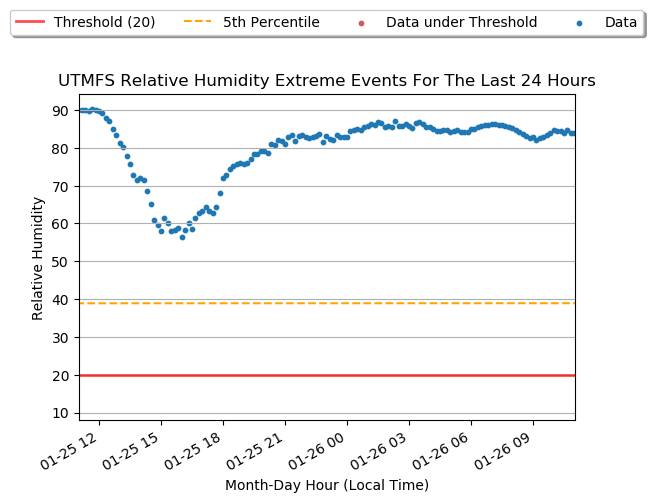 Threshold (20) 5th Percentile Data under Threshold Data
UTMFS Relative Humidity Extreme Events For The Last 24 Hours
90
80
70
60
50
40
30
20
10
Relative Humidity
01-25 12 01-25 15 01-25 18 01-25 21 01-26 00 01-26 03 01-26 06 01-26 09
Month-Day Hour (Local Time)